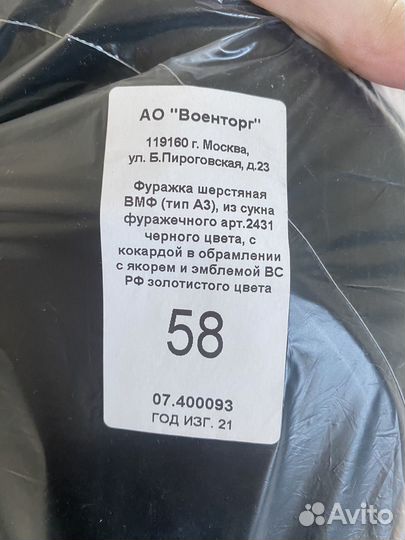 АО "Военторг"
119160 г. Москва,
ул. Б.Пироговская, д.23
Фуражка шерстяная
ВМФ (тип А3), из сукна
фуражечного арт.2431
черного цвета, с
кокардой в обрамлении
с якорем и эмблемой ВС
РФ золотистого цвета
58
07.400093
ГОД ИЗГ. 21
Avito